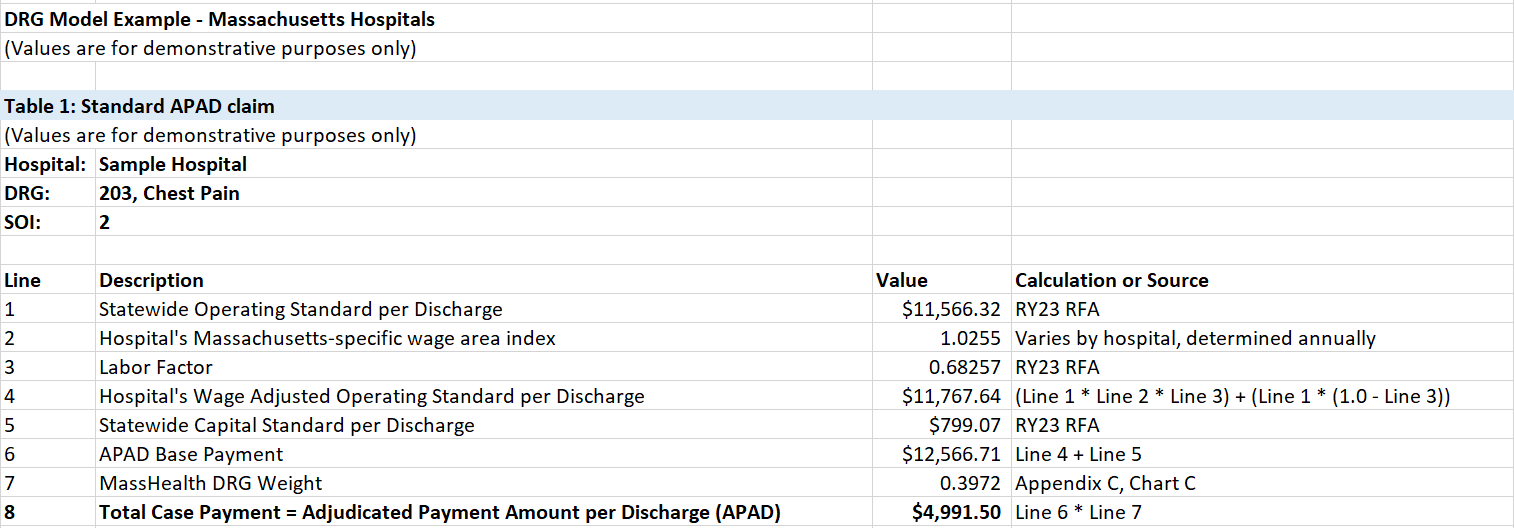 DRG Model Example - Massachusetts Hospitals
(Values are for demonstrative purposes only)
Table 1: Standard APAD claim
(Values are for demonstrative purposes only)
Hospital: Sample Hospital
DRG: 203, Chest Pain
SOI: 2
Line Description Value Calculation or Source
1 Statewide Operating Standard per Discharge $11,566.32 RY23 RFA
2 Hospital's Massachusetts-specific wage area index 1.0255 Varies by hospital, determined annually
3 Labor Factor 0.68257 RY23 RFA
4 Hospital's Wage Adjusted Operating Standard per Discharge $11,767.64 (Line 1 * Line 2 * Line 3) + (Line 1 * (1.0 - Line 3))
5 Statewide Capital Standard per Discharge $799.07 RY23 RFA
6 APAD Base Payment $12,566.71 Line 4 + Line 5
7 MassHealth DRG Weight 0.3972 Appendix C, Chart C
8 Total Case Payment = Adjudicated Payment Amount per Discharge (APAD) $4,991.50 Line 6 * Line 7